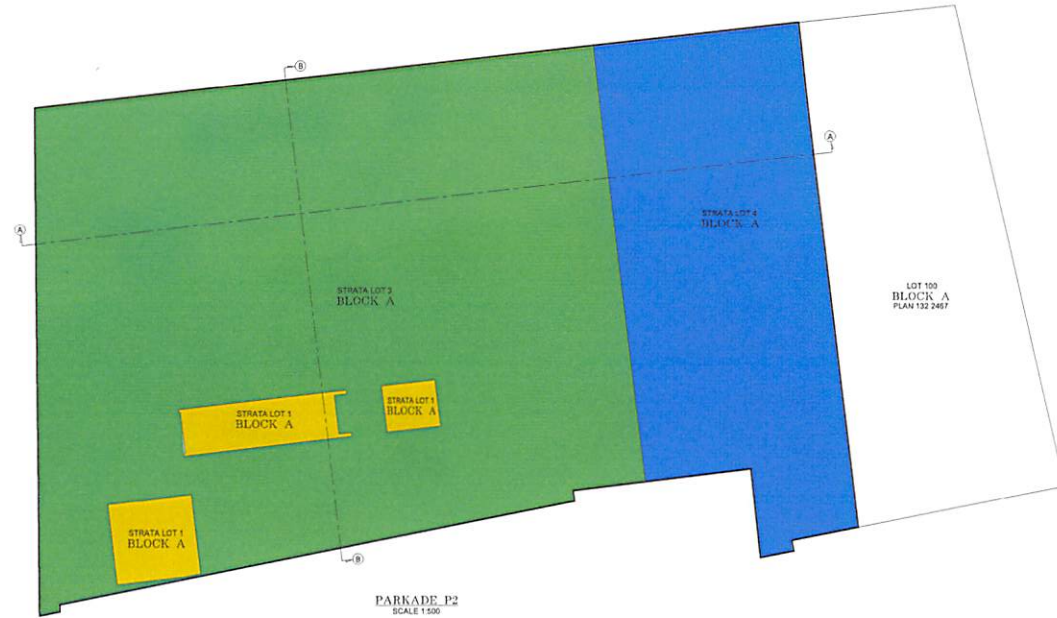 B
A
STRATA LOT 4
BLOCK A
A
STRATA LOT 2
BLOCK A
LOT 100
BLOCK A
PLAN 132 2467
STRATA LOT 1
BLOCK A
STRATA LOT 1
BLOCK A
STRATA LOT 1
BLOCK A
B
PARKADE P2
SCALE 1:500